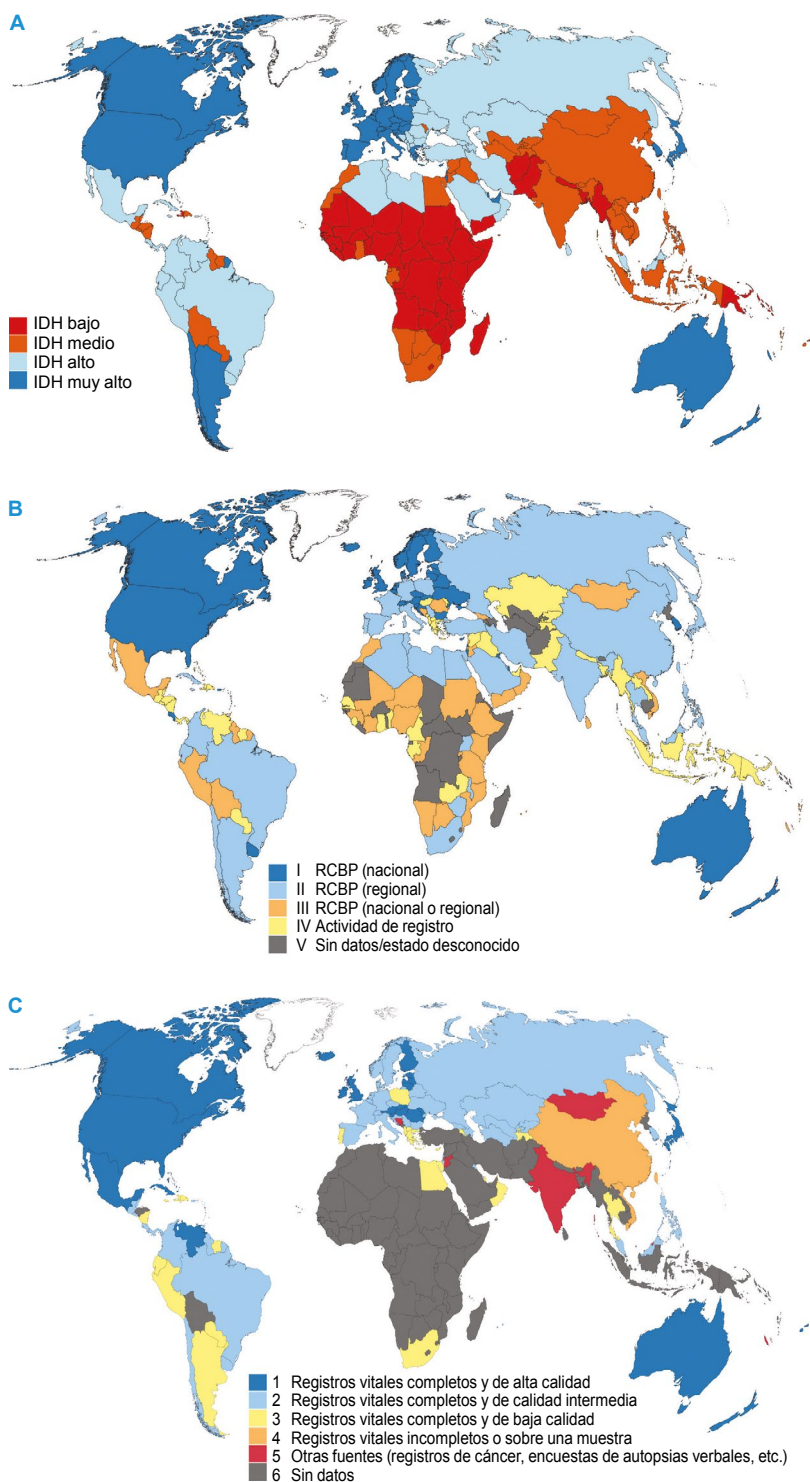 A
IDH bajo
IDH medio
IDH alto
IDH muy alto
B
I RCBP (nacional)
II RCBP (regional)
III RCBP (nacional o regional)
IV Actividad de registro
V Sin datos/estado desconocido
C
1 Registros vitales completos y de alta calidad
2 Registros vitales completos y de calidad intermedia
3 Registros vitales completos y de baja calidad
4 Registros vitales incompletos o sobre una muestra
5 Otras fuentes (registros de cáncer, encuestas de autopsias verbales, etc.)
6 Sin datos